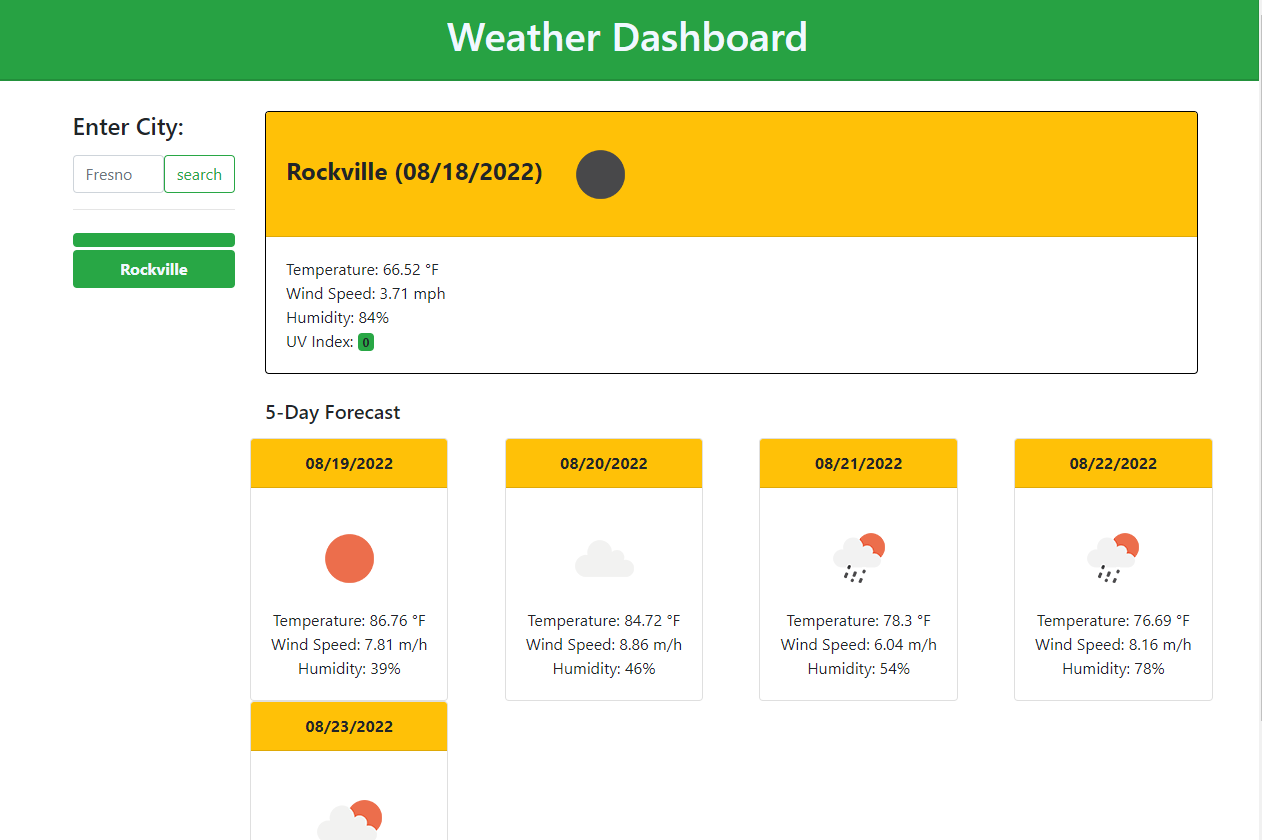 Weather Dashboard
Enter City:
Fresno
search
Rockville
Rockville (08/18/2022)
Temperature: 66.52 °F
Wind Speed: 3.71 mph
Humidity: 84%
UV Index: 0
5-Day Forecast
08/19/2022
Temperature: 86.76 °F
Wind Speed: 7.81 m/h
Humidity: 39%
08/20/2022
Temperature: 84.72 °F
Wind Speed: 8.86 m/h
Humidity: 46%
08/21/2022
Temperature: 78.3 °F
Wind Speed: 6.04 m/h
Humidity: 54%
08/22/2022
Temperature: 76.69 °F
Wind Speed: 8.16 m/h
Humidity: 78%
08/23/2022